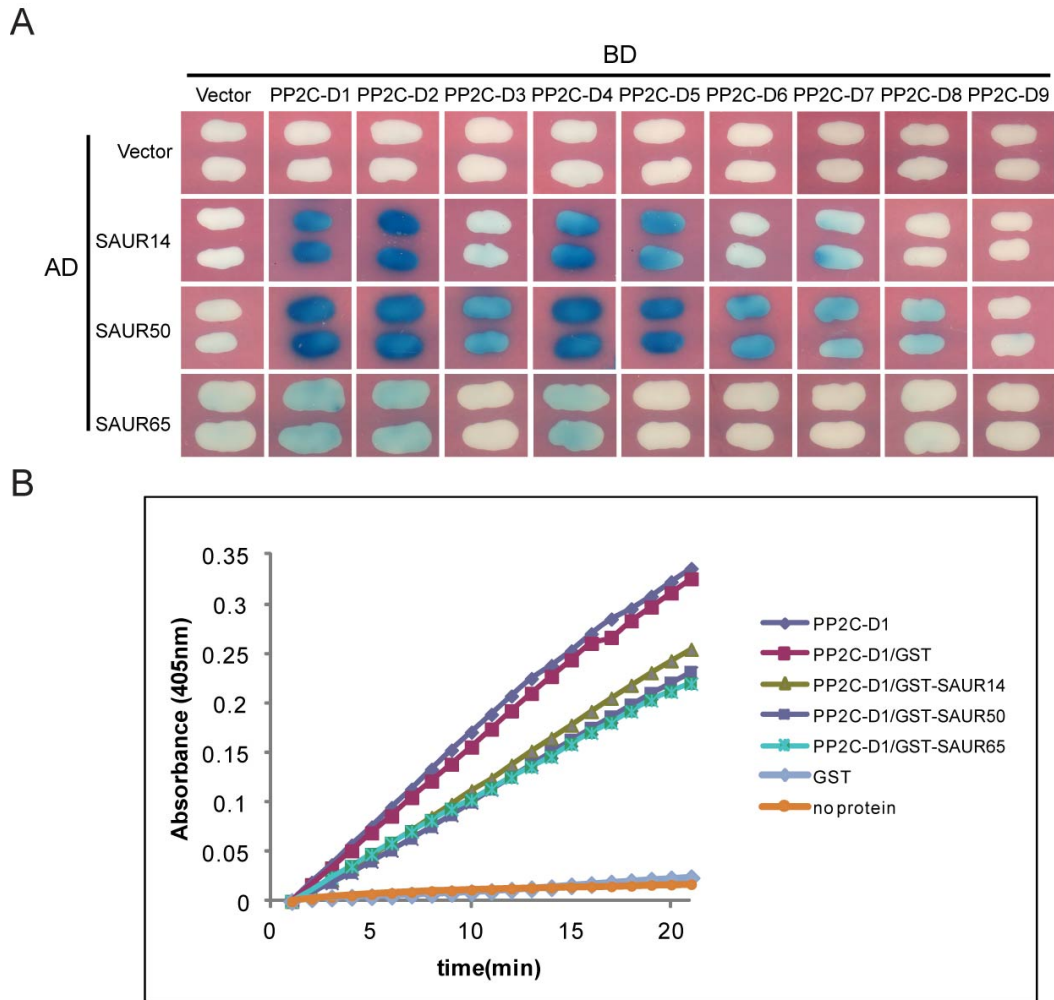 A
BD
Vector PP2C-D1 PP2C-D2 PP2C-D3 PP2C-D4 PP2C-D5 PP2C-D6 PP2C-D7 PP2C-D8 PP2C-D9
AD
Vector
SAUR14
SAUR50
SAUR65
B
Absorbance (405nm)
0.35
0.3
0.25
0.2
0.15
0.1
0.05
0
0 5 10 15 20
time(min)
PP2C-D1
PP2C-D1/GST
PP2C-D1/GST-SAUR14
PP2C-D1/GST-SAUR50
PP2C-D1/GST-SAUR65
GST
no protein